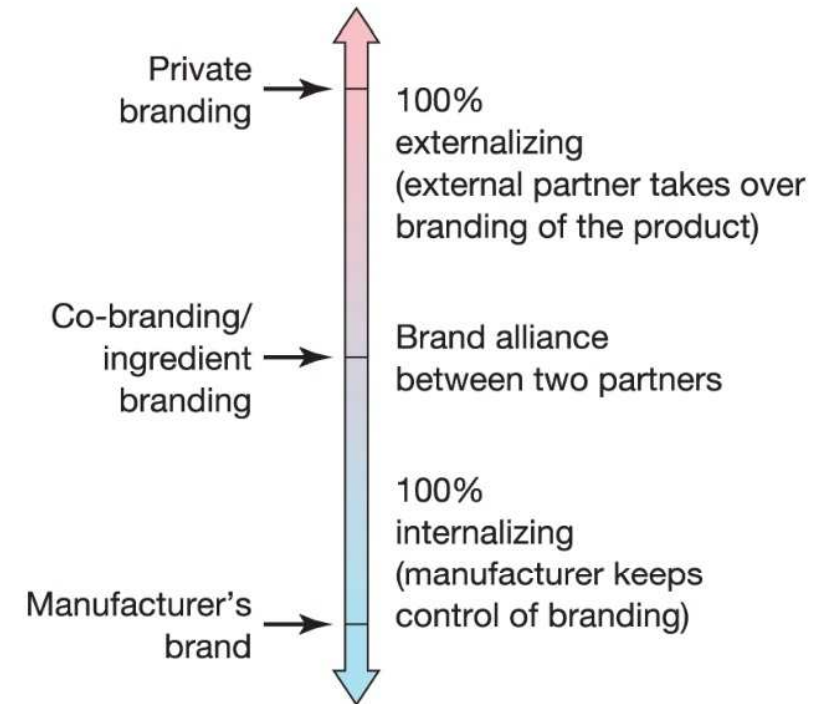 Private
branding
100%
externalizing
(external partner takes over
branding of the product)
Co-branding/
ingredient
branding
Brand alliance
between two partners
100%
internalizing
(manufacturer keeps
control of branding)
Manufacturer’s
brand